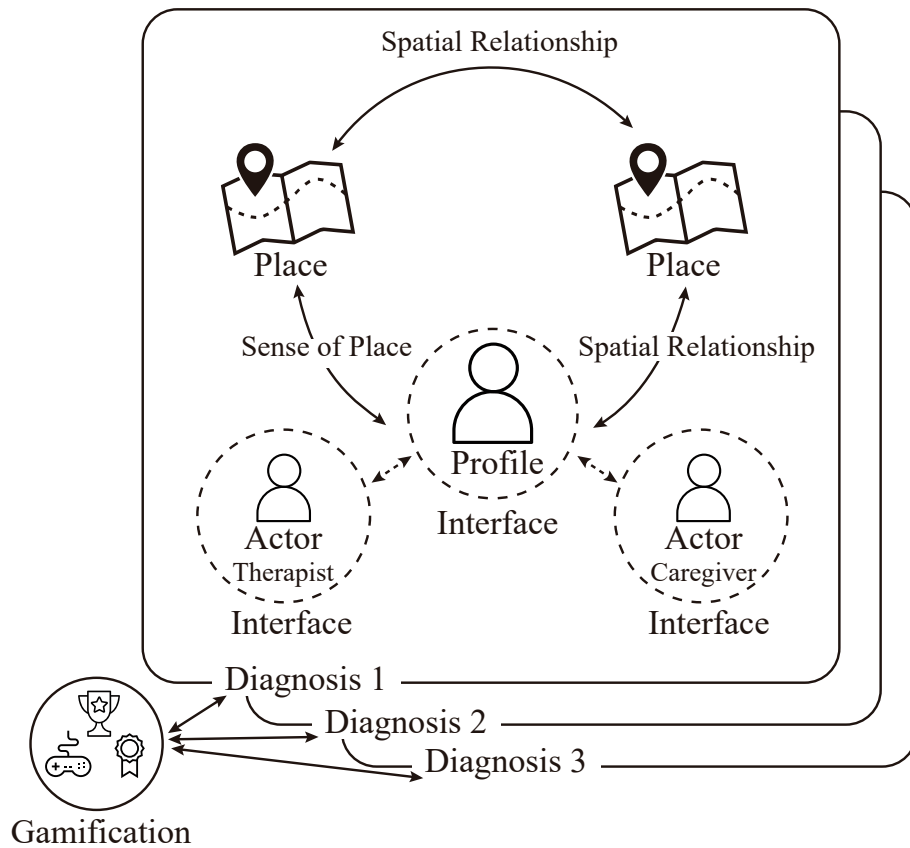 Spatial Relationship
Place
Place
Sense of Place
Spatial Relationship
Profile
Interface
Actor
Therapist
Interface
Actor
Caregiver
Interface
Diagnosis 1
Diagnosis 2
Diagnosis 3
Gamification